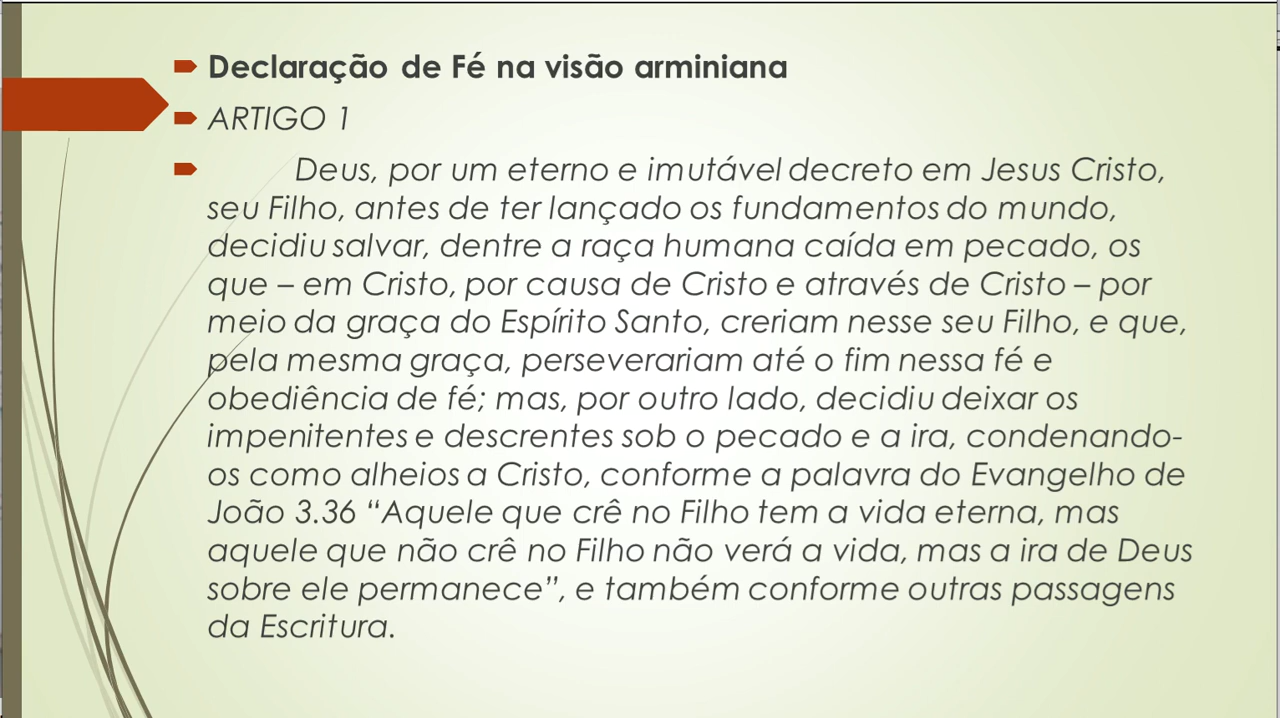 Declaração de Fé na visão arminiana
ARTIGO 1
Deus, por um eterno e imutável decreto em Jesus Cristo,
seu Filho, antes de ter lançado os fundamentos do mundo,
decidiu salvar, dentre a raça humana caída em pecado, os
que – em Cristo, por causa de Cristo e através de Cristo – por
meio da graça do Espírito Santo, creriam nesse seu Filho, e que,
pela mesma graça, perseverariam até o fim nessa fé e
obediência de fé; mas, por outro lado, decidiu deixar os
impenitentes e descrentes sob o pecado e a ira, condenando-
os como alheios a Cristo, conforme a palavra do Evangelho de
João 3.36 “Aquele que crê no Filho tem a vida eterna, mas
aquele que não crê no Filho não verá a vida, mas a ira de Deus
sobre ele permanece”, e também conforme outras passagens
da Escritura.